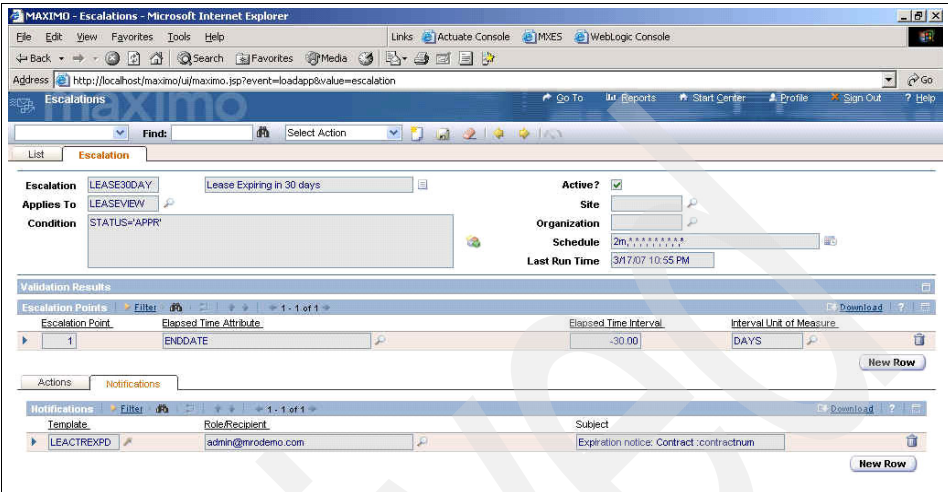 MAXIMO - Escalations - Microsoft Internet Explorer
File Edit View Favorites Tools Help Links Actuate Console MXES WebLogic Console
Back Search Favorites Media
Address http://localhost/maximo/ui/maximo.jsp?event=loadapp&value=escalation Go
Escalations maximo Go To Reports Start Center Profile Sign Out ? Help
Find: Select Action
List Escalation
Escalation LEASE30DAY Lease Expiring in 30 days Active?
Applies To LEASEVIEW Site
Condition STATUS='APPR' Organization
Schedule 2m,*,*,*,*,*,*,*,*,*
Last Run Time 3/17/07 10:55 PM
Validation Results
Escalation Points Filter 1 - 1 of 1 Download ?
Escalation Point Elapsed Time Attribute Elapsed Time Interval Interval Unit of Measure
1 ENDDATE -30.00 DAYS
New Row
Actions Notifications
Notifications Filter 1 - 1 of 1 Download ?
Template Role/Recipient Subject
LEACTREXPD admin@mrodemo.com Expiration notice: Contract :contractnum
New Row